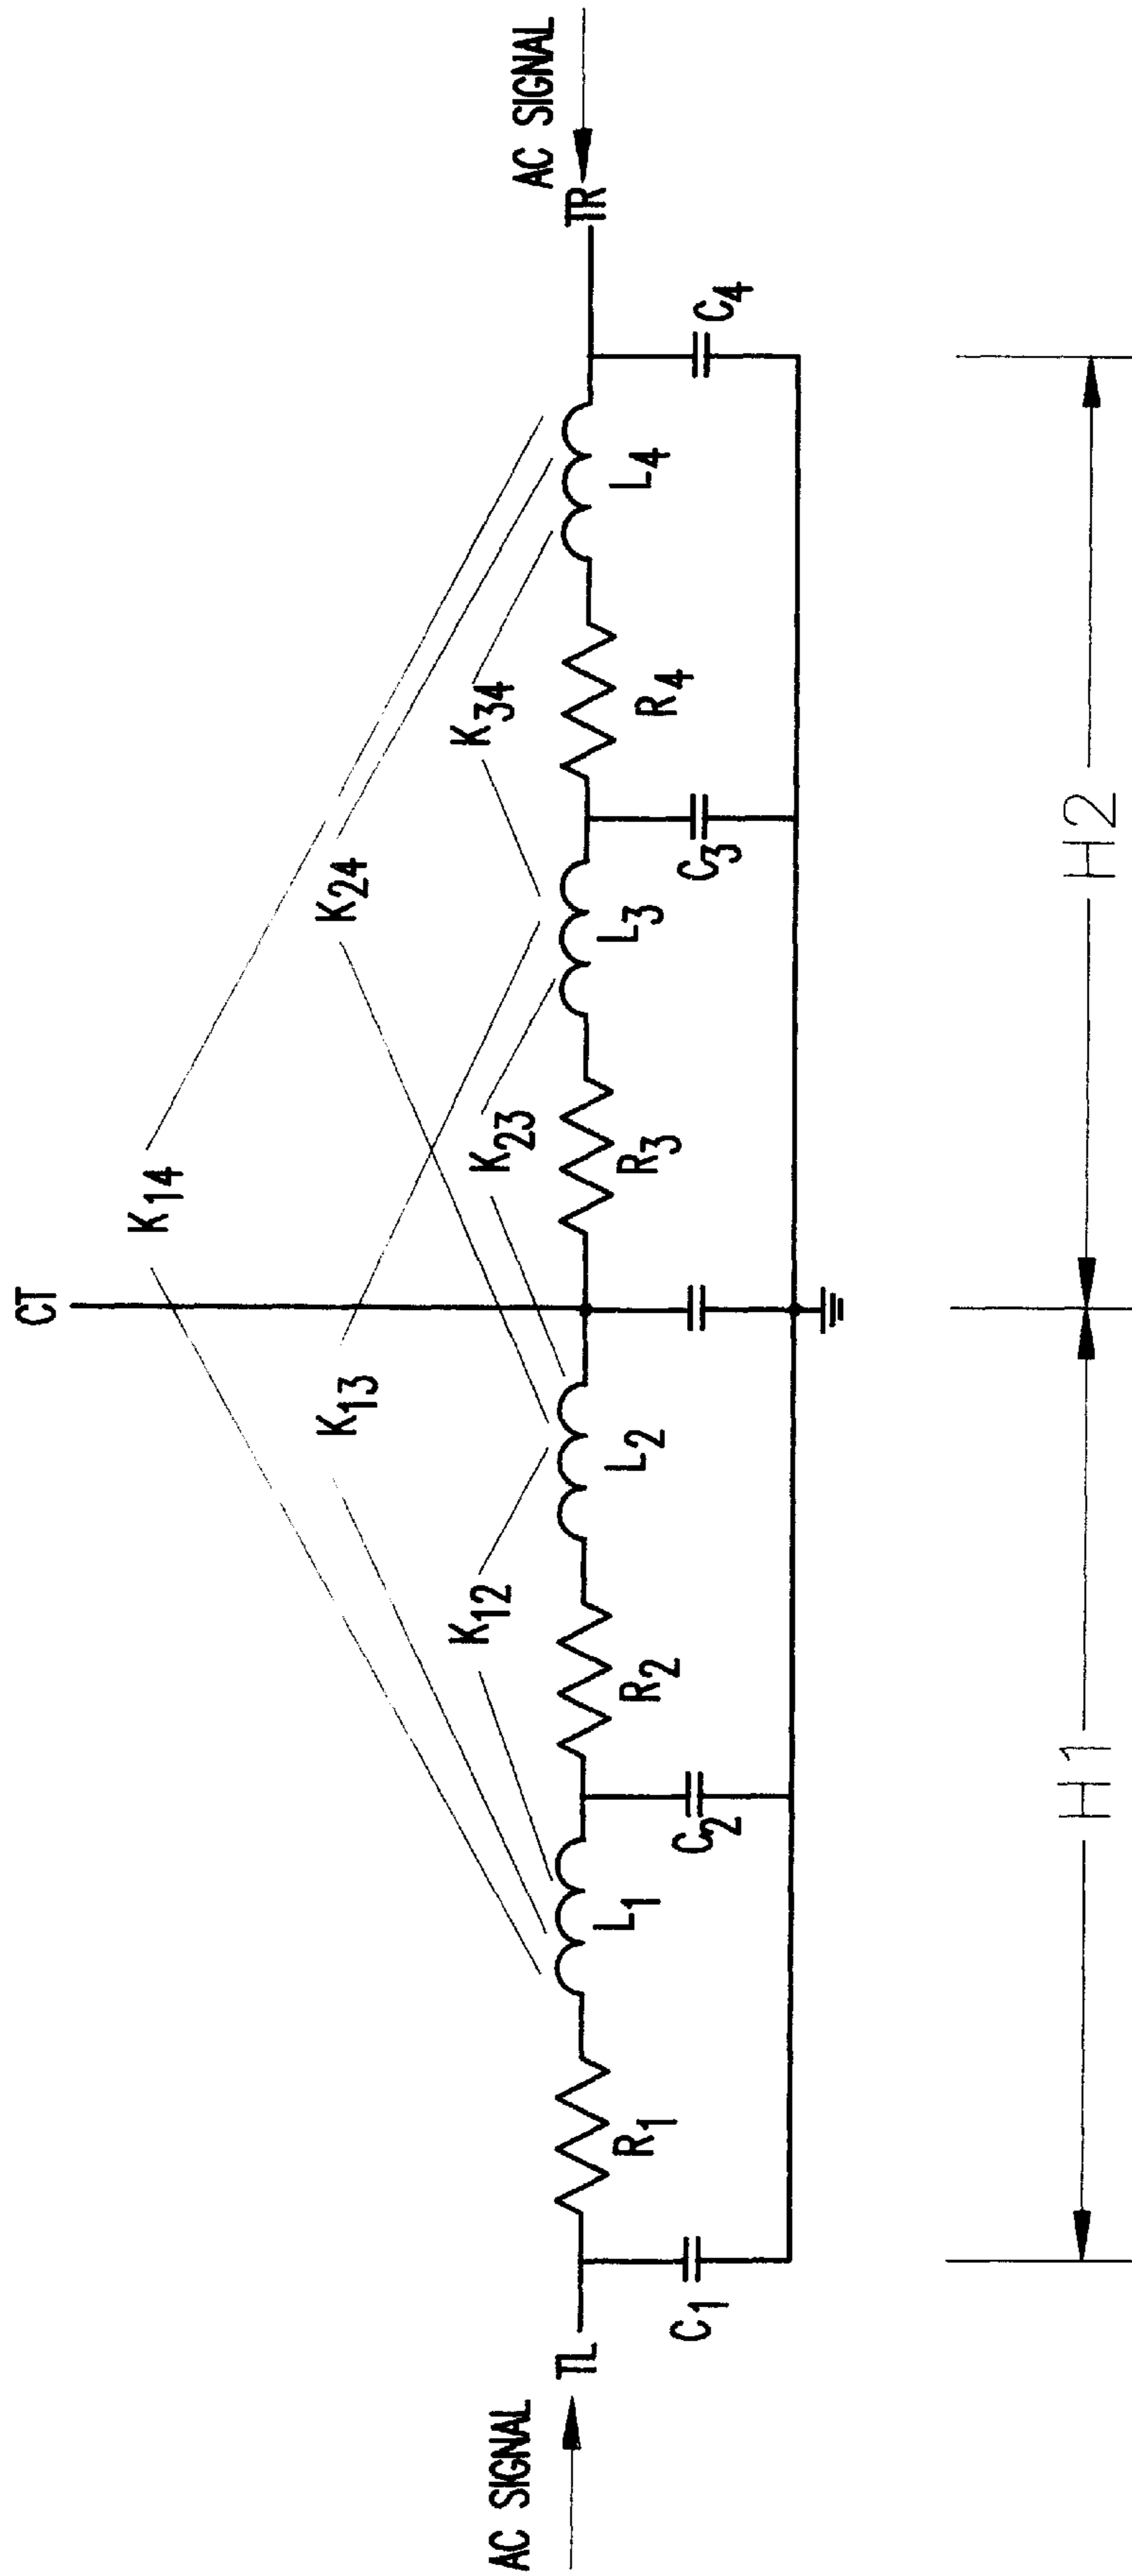 CT
K14
K13
K24
K12
K23
K34
AC SIGNAL
TL
TR
AC SIGNAL
R1
L1
R2
L2
R3
L3
R4
L4
C1
C2
C3
C4
H1
H2